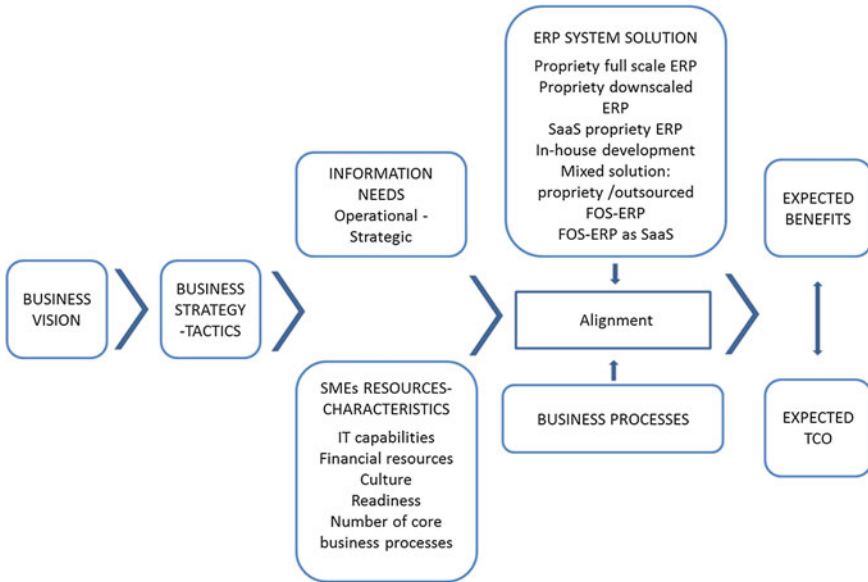 BUSINESS
VISION
BUSINESS
STRATEGY
-TACTICS
INFORMATION
NEEDS
Operational -
Strategic
SMEs RESOURCES-
CHARACTERISTICS
IT capabilities
Financial resources
Culture
Readiness
Number of core
business processes
ERP SYSTEM SOLUTION
Propriety full scale ERP
Propriety downscaled
ERP
SaaS propriety ERP
In-house development
Mixed solution:
propriety /outsourced
FOS-ERP
FOS-ERP as SaaS
Alignment
BUSINESS PROCESSES
EXPECTED
BENEFITS
EXPECTED
TCO